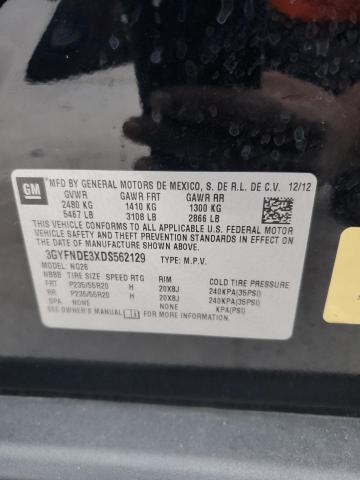 GM
MFD BY GENERAL MOTORS DE MEXICO, S. DE R.L. DE C.V. 12/12
GVWR GAWR FRT GAWR RR
2480 KG 1410 KG 1300 KG
5467 LB 3108 LB 2866 LB
THIS VEHICLE CONFORMS TO ALL APPLICABLE U.S. FEDERAL MOTOR
VEHICLE SAFETY, BUMPER, AND THEFT PREVENTION STANDARDS
IN EFFECT ON THE DATE OF MANUFACTURE SHOWN ABOVE.
3GYFNDE3XDS562129 TYPE: M.P.V.
MODEL: NG26
NBBB TIRE SIZE SPEED RTG RIM COLD TIRE PRESSURE
FRT P235/55R20 H 20X8J 240KPA(35PSI)
RR P235/55R20 H 20X8J 240KPA(35PSI)
SPA NONE NONE KPA(PSI)
SEE OWNER'S MANUAL FOR MORE INFORMATION.